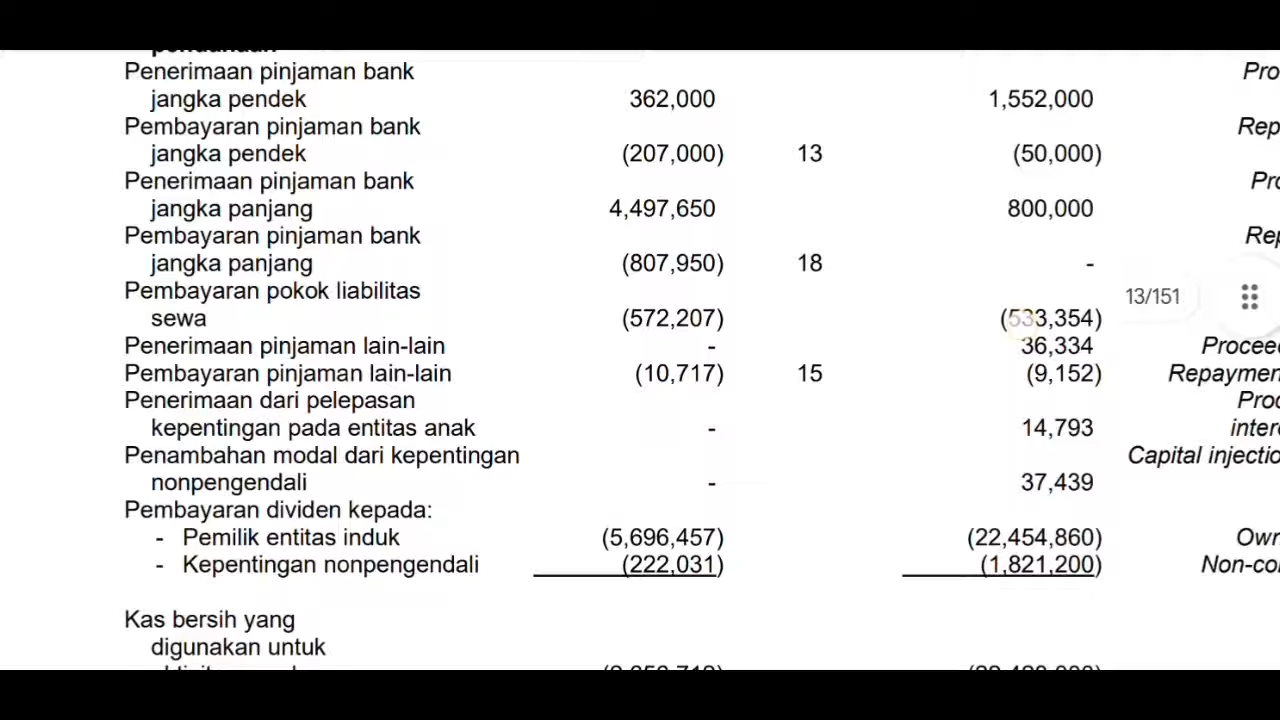 Penerimaan pinjaman bank Pro
jangka pendek 362,000 1,552,000
Pembayaran pinjaman bank Rep
jangka pendek (207,000) 13 (50,000)
Penerimaan pinjaman bank Pro
jangka panjang 4,497,650 800,000
Pembayaran pinjaman bank Rep
jangka panjang (807,950) 18 -
Pembayaran pokok liabilitas 13/151
sewa (572,207) (533,354)
Penerimaan pinjaman lain-lain - 36,334 Procee
Pembayaran pinjaman lain-lain (10,717) 15 (9,152) Repaymen
Penerimaan dari pelepasan Proc
kepentingan pada entitas anak - 14,793 inter
Penambahan modal dari kepentingan Capital injectio
nonpengendali - 37,439
Pembayaran dividen kepada:
- Pemilik entitas induk (5,696,457) (22,454,860) Own
- Kepentingan nonpengendali (222,031) (1,821,200) Non-co
Kas bersih yang
digunakan untuk